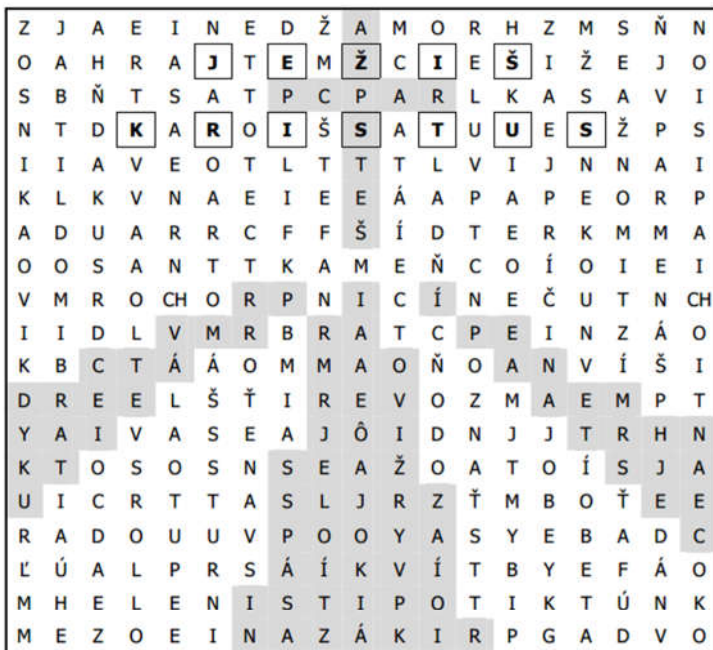 Z J A E I N E D Ž A M O R H Z M S Ň N
O A H R A J T E M Ž C I E Š I Ž E J O
S B Ň T S A T P C P A R L K A S A V I
N T D K A R O I Š S A T U U E S Ž P S
I I A V E O T L T T T L V I J N N A I
K L K V N A E I E E Á A P A P E O R P
A D U A R R C F F Š Í D T E R K M M A
O O S A N T T K A M E Ň C O Í O I E I
V M R O CH O R P N I C Í N E Č U T N CH
I I D L V M R B R A T C P E I N Z Á O
K B C T Á Á O M M A O Ň O A N V Í Š I
D R E E L Š Ť I R E V O Z M A E M P T
Y A I V A S E A J Ô I D N J J T R H N
K T O S O S N S E A Ž O A T O Í S J A
U I C R T T A S L J R Z Ť M B O Ť E E
R A D O U U V P O O Y A S Y E B A D C
Ľ Ú A L P R S Á Í K V Í T B Y E F Á O
M H E L E N I S T I P O T I K T Ú N K
M E Z O E I N A Z Á K I R P G A D V O